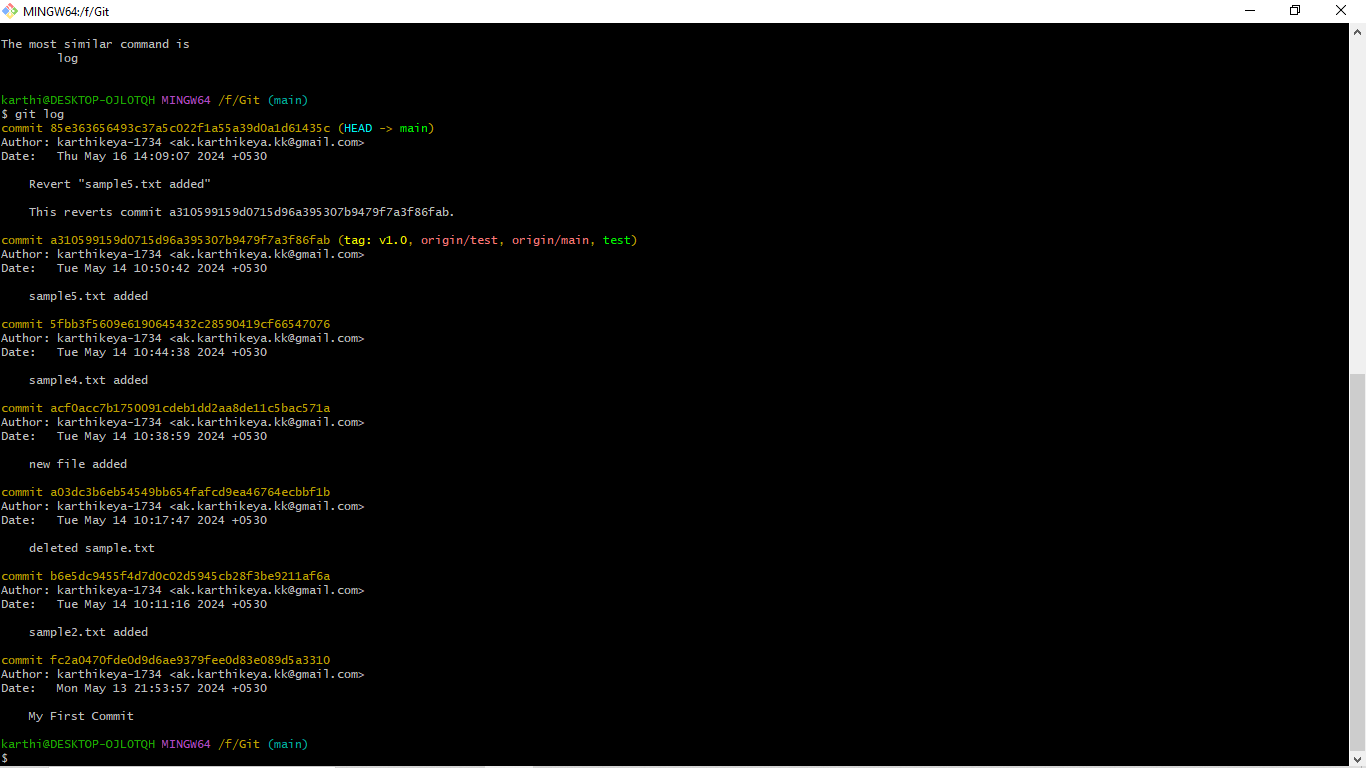 MINGW64:/f/Git
The most similar command is
log
karthi@DESKTOP-OJL0TQH MINGW64 /f/Git (main)
$ git log
commit 85e363656493c37a5c022f1a55a39d0a1d61435c (HEAD -> main)
Author: karthikeya-1734 <ak.karthikeya.kk@gmail.com>
Date:   Thu May 16 14:09:07 2024 +0530
Revert "sample5.txt added"
This reverts commit a310599159d0715d96a395307b9479f7a3f86fab.
commit a310599159d0715d96a395307b9479f7a3f86fab (tag: v1.0, origin/test, origin/main, test)
Author: karthikeya-1734 <ak.karthikeya.kk@gmail.com>
Date:   Tue May 14 10:50:42 2024 +0530
sample5.txt added
commit 5fbb3f5609e6190645432c28590419cf66547076
Author: karthikeya-1734 <ak.karthikeya.kk@gmail.com>
Date:   Tue May 14 10:44:38 2024 +0530
sample4.txt added
commit acf0acc7b1750091cdeb1dd2aa8de11c5bac571a
Author: karthikeya-1734 <ak.karthikeya.kk@gmail.com>
Date:   Tue May 14 10:38:59 2024 +0530
new file added
commit a03dc3b6eb54549bb654fafcd9ea46764ecbbf1b
Author: karthikeya-1734 <ak.karthikeya.kk@gmail.com>
Date:   Tue May 14 10:17:47 2024 +0530
deleted sample.txt
commit b6e5dc9455f4d7d0c02d5945cb28f3be9211af6a
Author: karthikeya-1734 <ak.karthikeya.kk@gmail.com>
Date:   Tue May 14 10:11:16 2024 +0530
sample2.txt added
commit fc2a0470fde0d9d6ae9379fee0d83e089d5a3310
Author: karthikeya-1734 <ak.karthikeya.kk@gmail.com>
Date:   Mon May 13 21:53:57 2024 +0530
My First Commit
karthi@DESKTOP-OJL0TQH MINGW64 /f/Git (main)
$